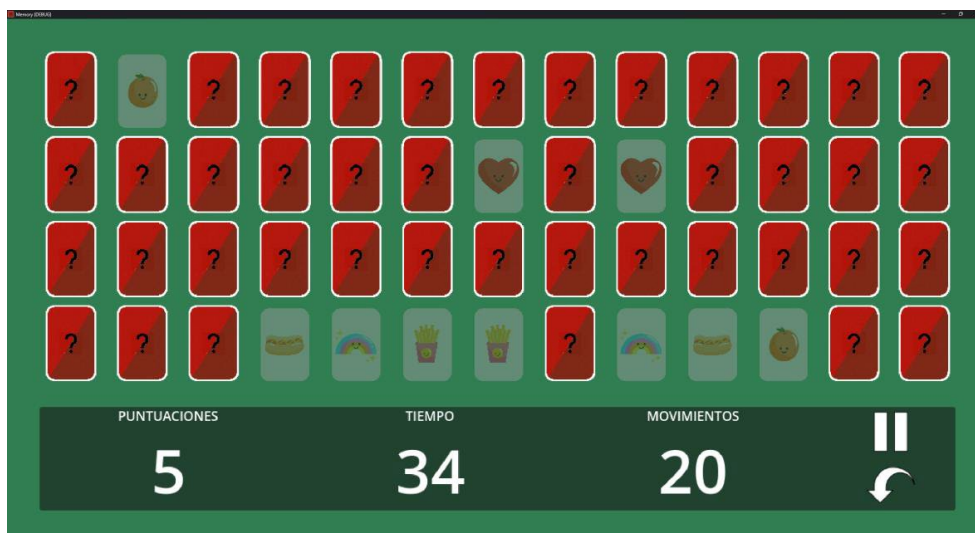 Memory (DEBUG)
? ? ? ? ? ? ? ? ? ? ? ?
? ? ? ? ? ? ? ? ? ? ?
? ? ? ? ? ? ? ? ? ? ? ? ?
? ? ? ? ? ?
PUNTUACIONES TIEMPO MOVIMIENTOS
5 34 20